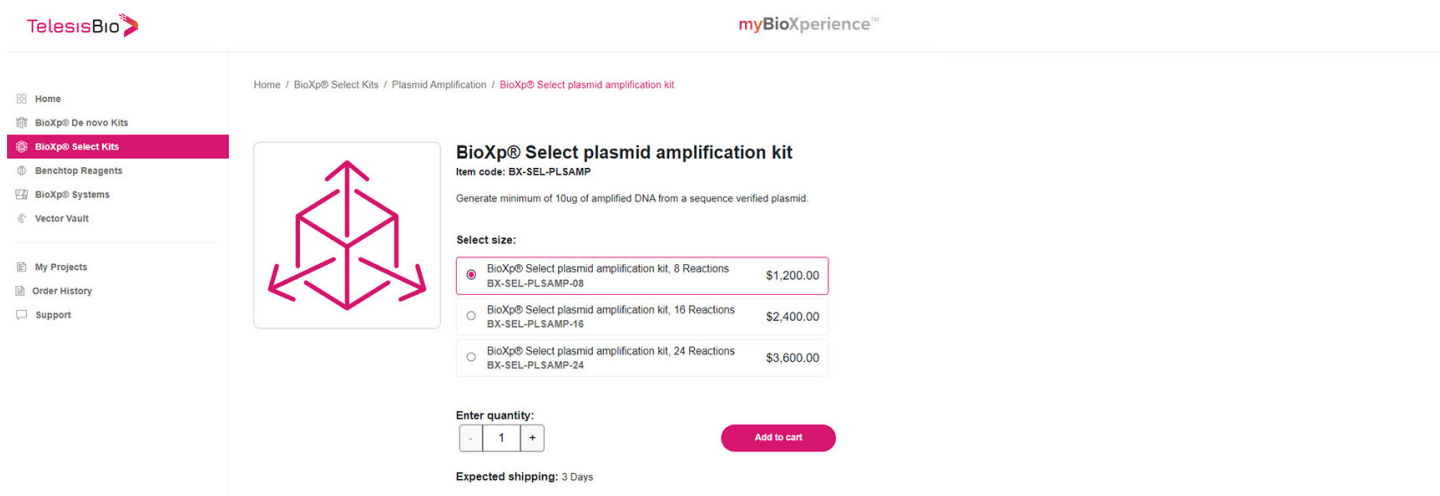 TelesisBio
myBioXperience™
Home
BioXp® De novo Kits
BioXp® Select Kits
Benchtop Reagents
BioXp® Systems
Vector Vault
My Projects
Order History
Support
Home / BioXp® Select Kits / Plasmid Amplification / BioXp® Select plasmid amplification kit
BioXp® Select plasmid amplification kit
Item code: BX-SEL-PLSAMP
Generate minimum of 10ug of amplified DNA from a sequence verified plasmid.
Select size:
BioXp® Select plasmid amplification kit, 8 Reactions $1,200.00
BX-SEL-PLSAMP-08
BioXp® Select plasmid amplification kit, 16 Reactions $2,400.00
BX-SEL-PLSAMP-16
BioXp® Select plasmid amplification kit, 24 Reactions $3,600.00
BX-SEL-PLSAMP-24
Enter quantity:
- 1 + Add to cart
Expected shipping: 3 Days